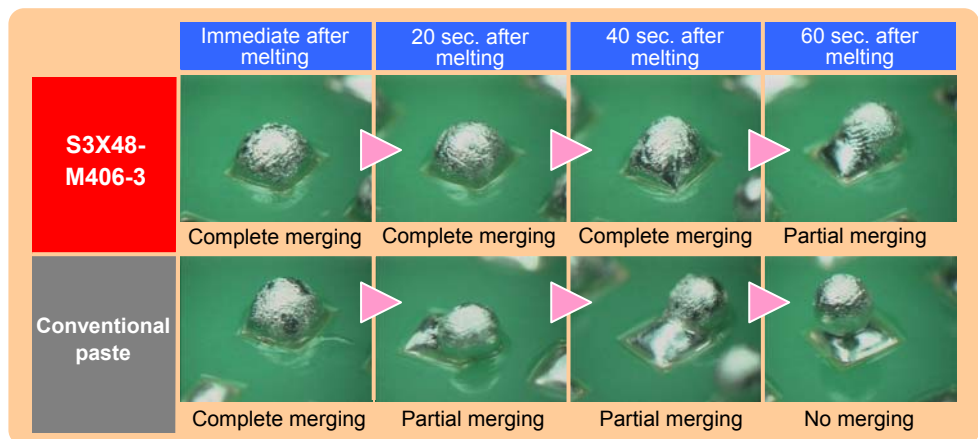 Immediate after
melting
20 sec. after
melting
40 sec. after
melting
60 sec. after
melting
S3X48-
M406-3
Complete merging
Complete merging
Complete merging
Partial merging
Conventional
paste
Complete merging
Partial merging
Partial merging
No merging